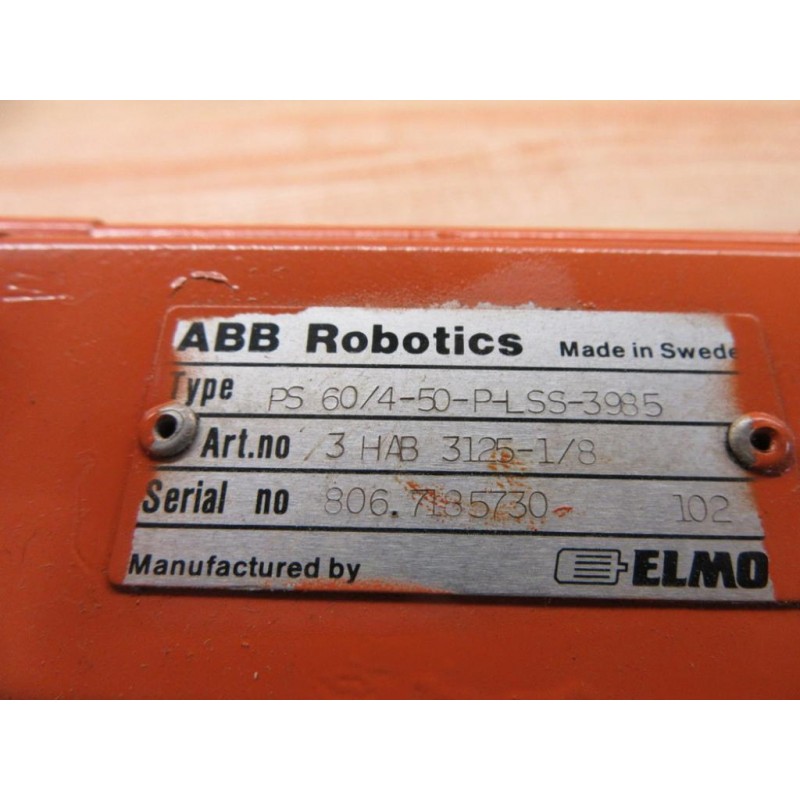 ABB Robotics Made in Swede
Type PS 60/4-50-P-LSS-3985
Art.no 3 HAB 3125-1/8
Serial no 806.7185730 102
Manufactured by ELMO